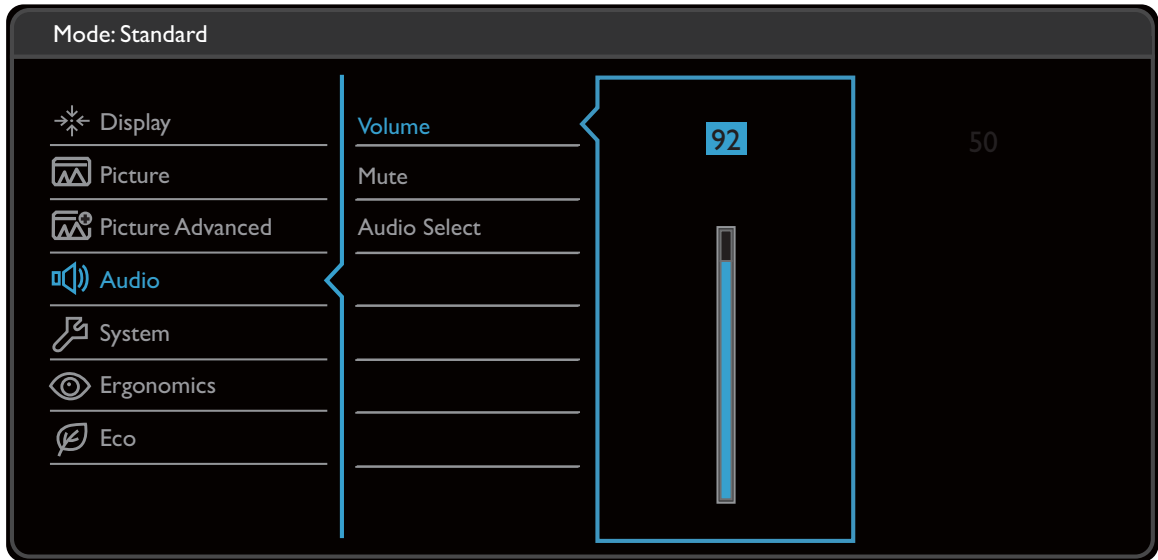 Mode: Standard
Display
Picture
Picture Advanced
Audio
System
Ergonomics
Eco
Volume
Mute
Audio Select
92
50